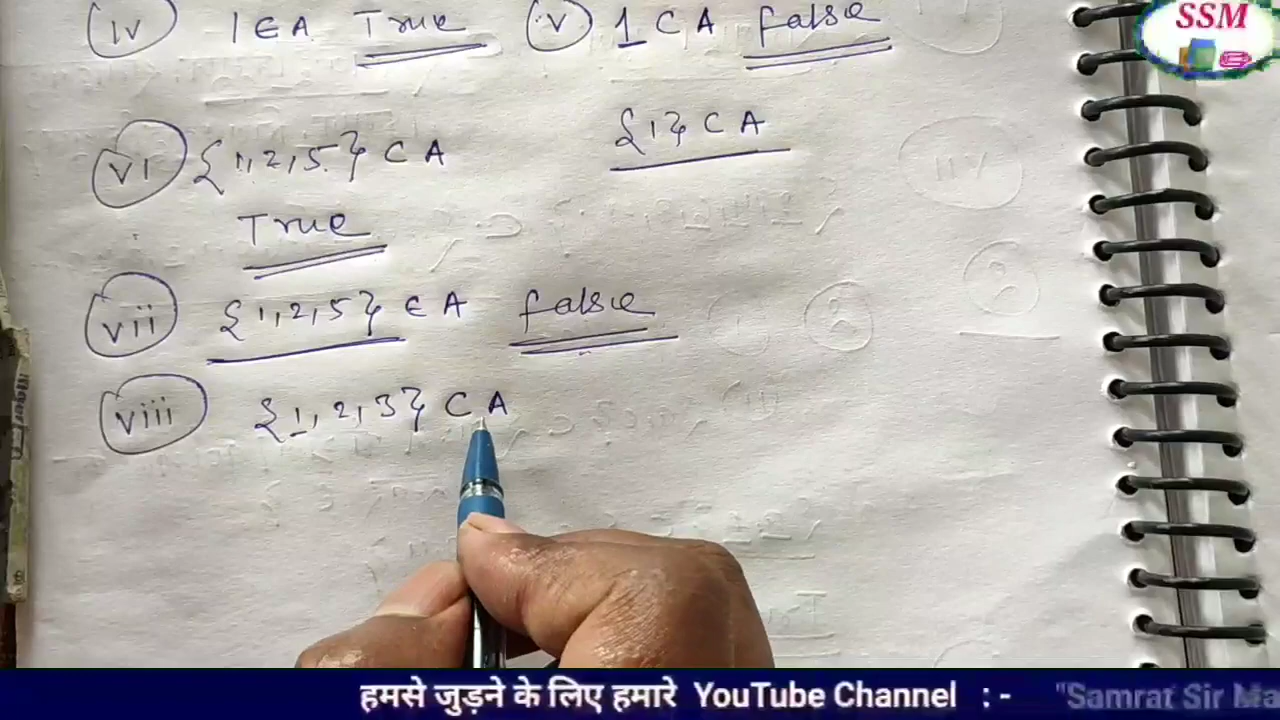 iv 1 ∈ A True v 1 ⊂ A false
{1} ⊂ A
vi {1,2,5} ⊂ A
True
vii {1,2,5} ∈ A false
viii {1,2,3} ⊂ A
SSM
हमसे जुड़ने के लिए हमारे YouTube Channel :- "Samrat Sir Ma